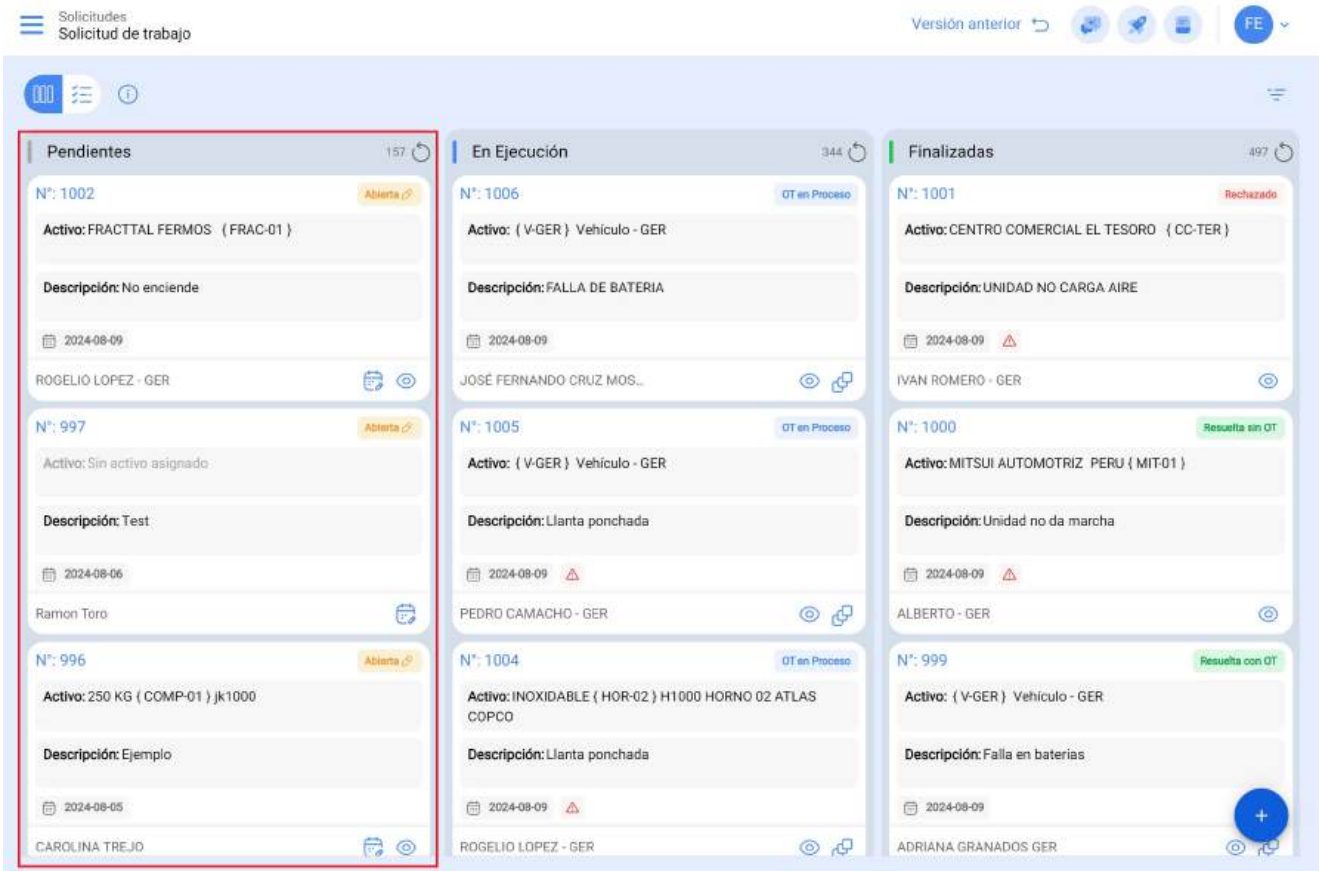 Solicitudes
Solicitud de trabajo
Versión anterior
FE
Pendientes
157
N°: 1002
Abierta
Activo: FRACTTAL FERMOS { FRAC-01 }
Descripción: No enciende
2024-08-09
ROGELIO LOPEZ - GER
N°: 997
Abierta
Activo: Sin activo asignado
Descripción: Test
2024-08-06
Ramon Toro
N°: 996
Abierta
Activo: 250 KG { COMP-01 } jk1000
Descripción: Ejemplo
2024-08-05
CAROLINA TREJO
En Ejecución
344
N°: 1006
OT en Proceso
Activo: { V-GER } Vehículo - GER
Descripción: FALLA DE BATERIA
2024-08-09
JOSÉ FERNANDO CRUZ MOS...
N°: 1005
OT en Proceso
Activo: { V-GER } Vehículo - GER
Descripción: Llanta ponchada
2024-08-09
PEDRO CAMACHO - GER
N°: 1004
OT en Proceso
Activo: INOXIDABLE { HOR-02 } H1000 HORNO 02 ATLAS
COPCO
Descripción: Llanta ponchada
2024-08-09
ROGELIO LOPEZ - GER
Finalizadas
497
N°: 1001
Rechazado
Activo: CENTRO COMERCIAL EL TESORO { CC-TER }
Descripción: UNIDAD NO CARGA AIRE
2024-08-09
IVAN ROMERO - GER
N°: 1000
Resuelta sin OT
Activo: MITSUI AUTOMOTRIZ PERU { MIT-01 }
Descripción: Unidad no da marcha
2024-08-09
ALBERTO - GER
N°: 999
Resuelta con OT
Activo: { V-GER } Vehículo - GER
Descripción: Falla en baterias
2024-08-09
ADRIANA GRANADOS GER